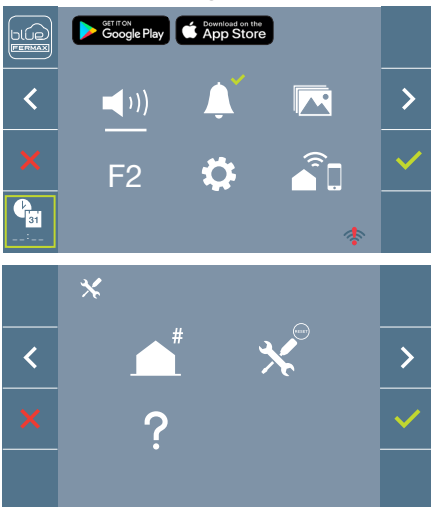 blue
FERMAX
GET IT ON
Google Play
Download on the
App Store
F2
31
--:--
#
RESET
?